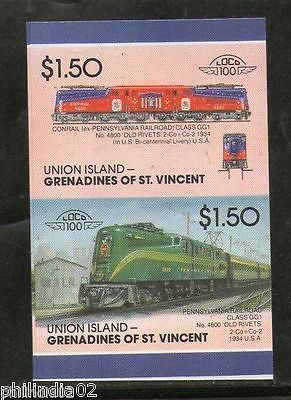 $1.50
LOCO
100
CONRAIL (ex-PENNSYLVANIA RAILROAD) CLASS GG1
No. 4800 'OLD RIVETS' 2-Co+Co-2 1934
(In U.S. Bi-centennial Livery) U.S.A.
UNION ISLAND—
GRENADINES OF ST. VINCENT
LOCO
100
$1.50
PENNSYLVANIA RAILROAD
CLASS GG1
No. 4800 'OLD RIVETS'
2-Co+Co-2
1934 U.S.A.
UNION ISLAND—
GRENADINES OF ST. VINCENT
philindia02